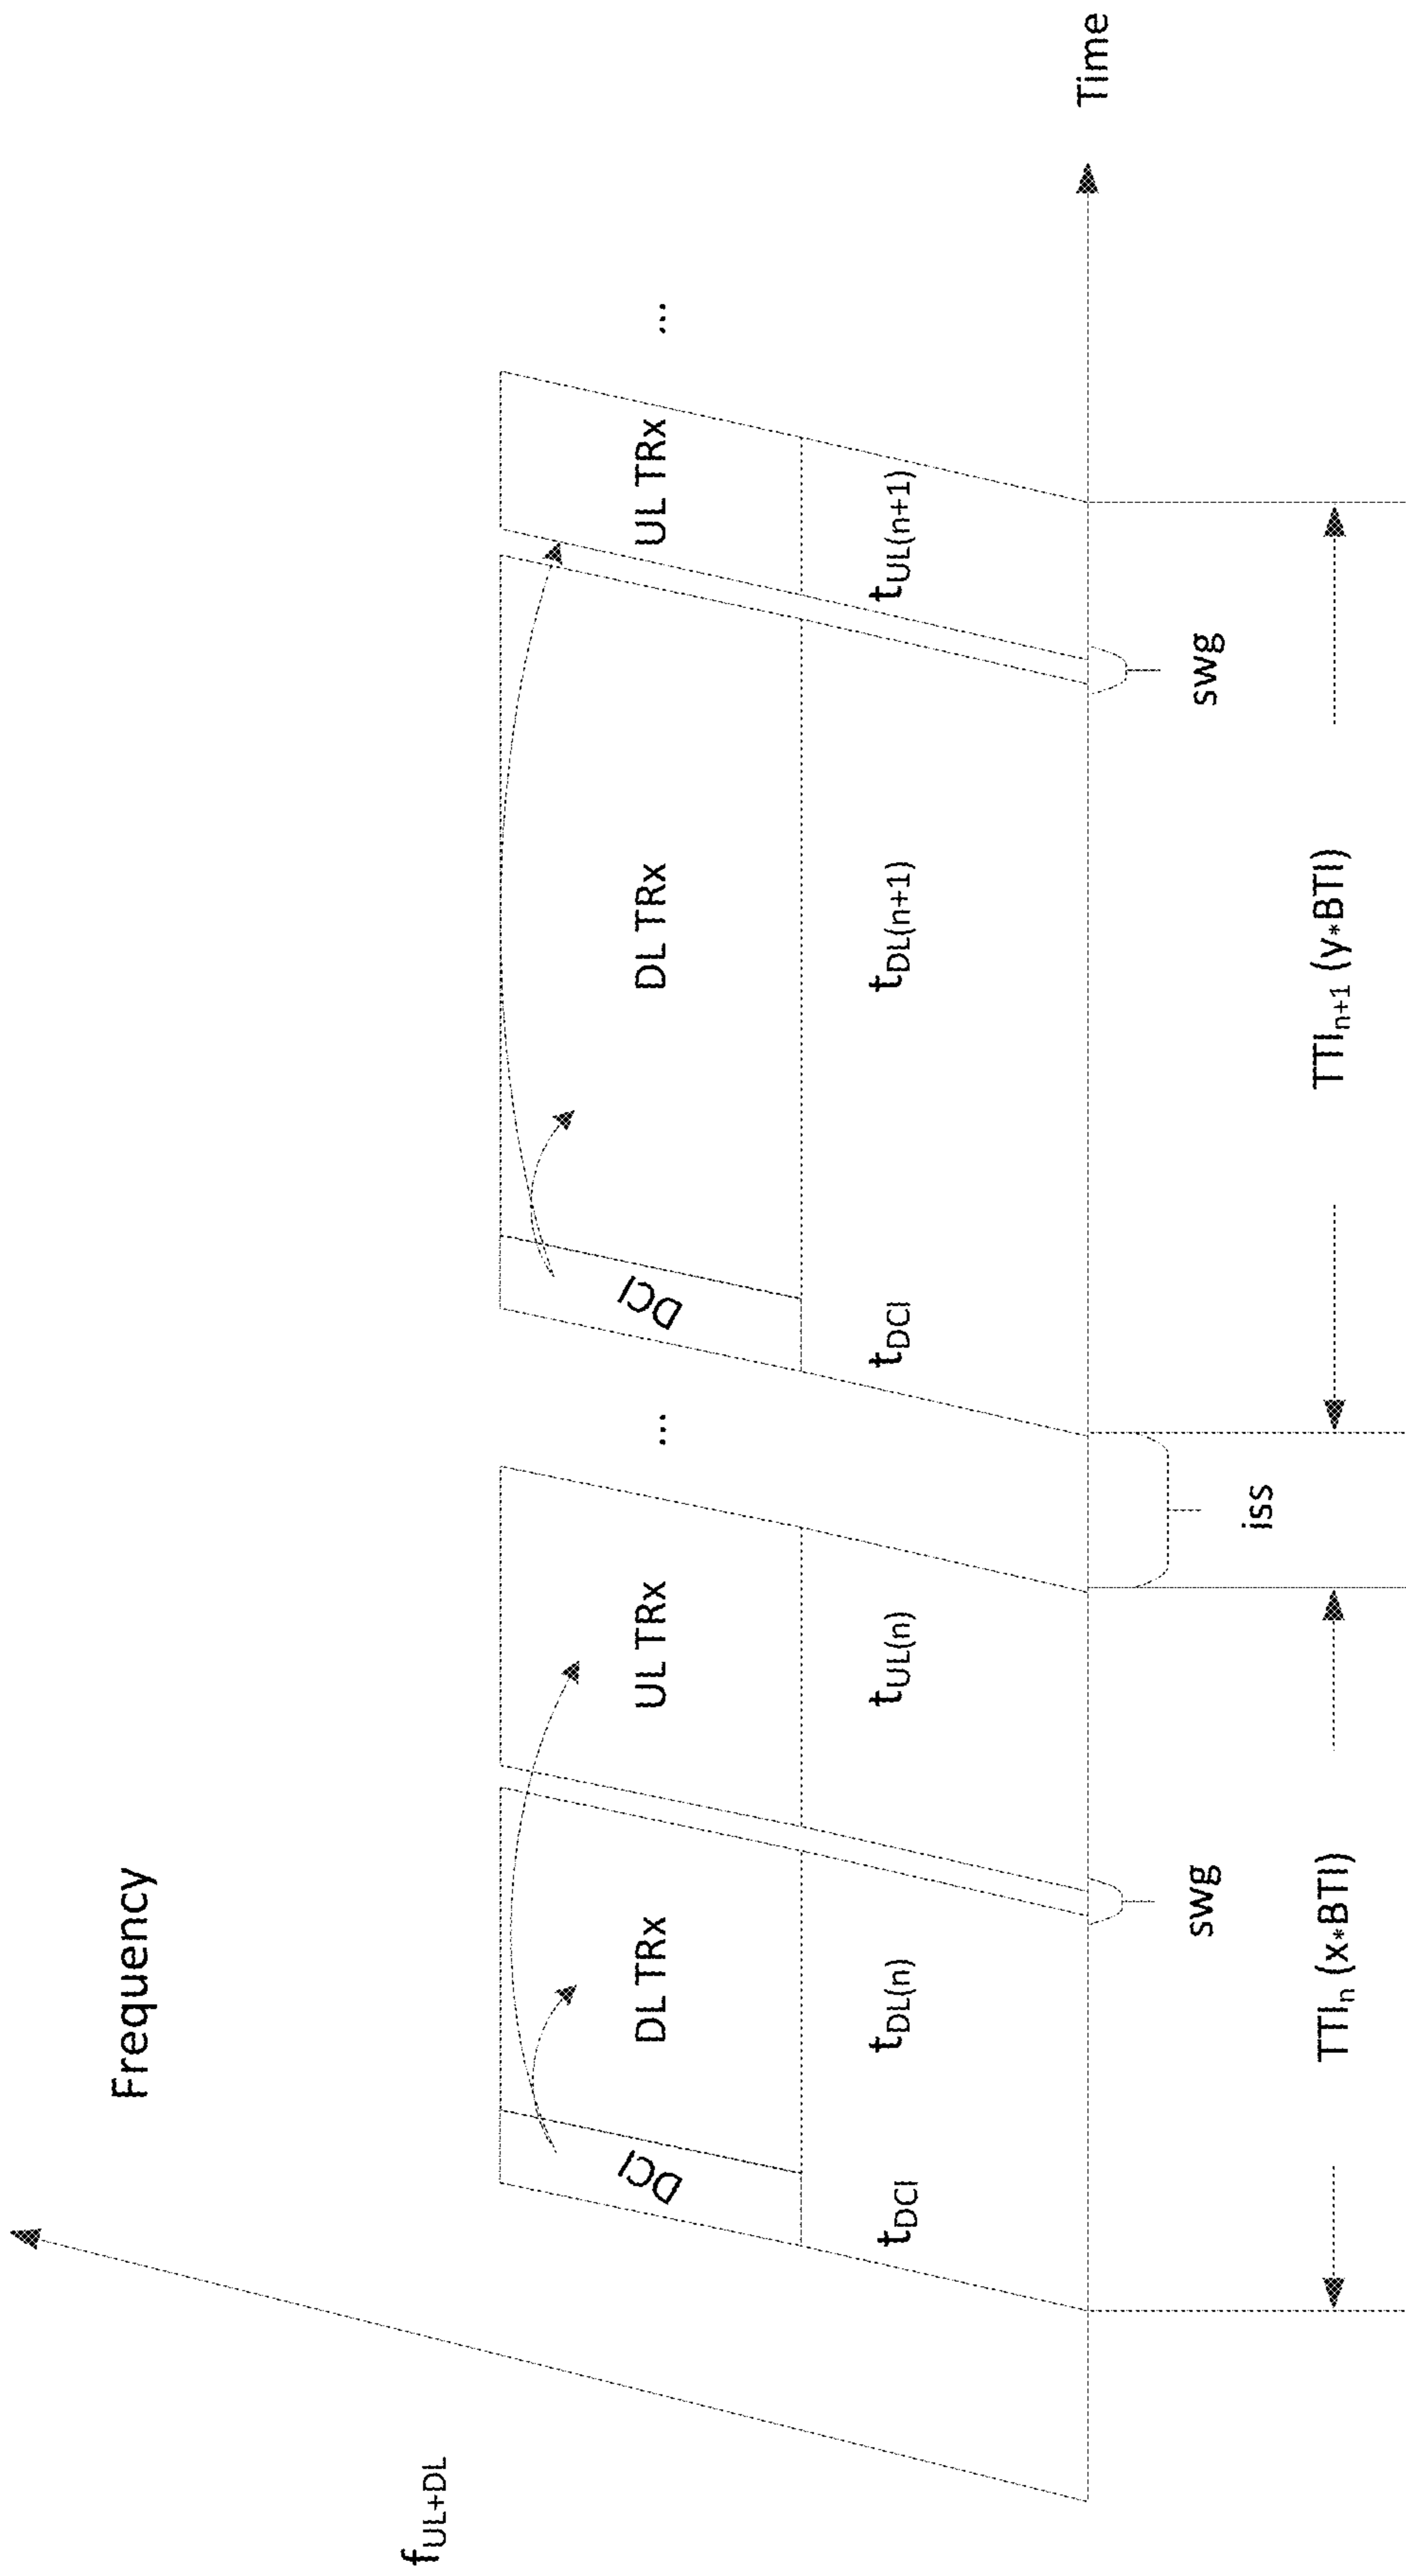 Frequency
f_UL+DL
DCI
DL TRx
UL TRx
...
DCI
DL TRx
UL TRx
...
t_DCI
t_DL(n)
t_UL(n)
t_DCI
t_DL(n+1)
t_UL(n+1)
Time
swg
iss
swg
TTI_n (x*BTI)
TTI_n+1 (y*BTI)